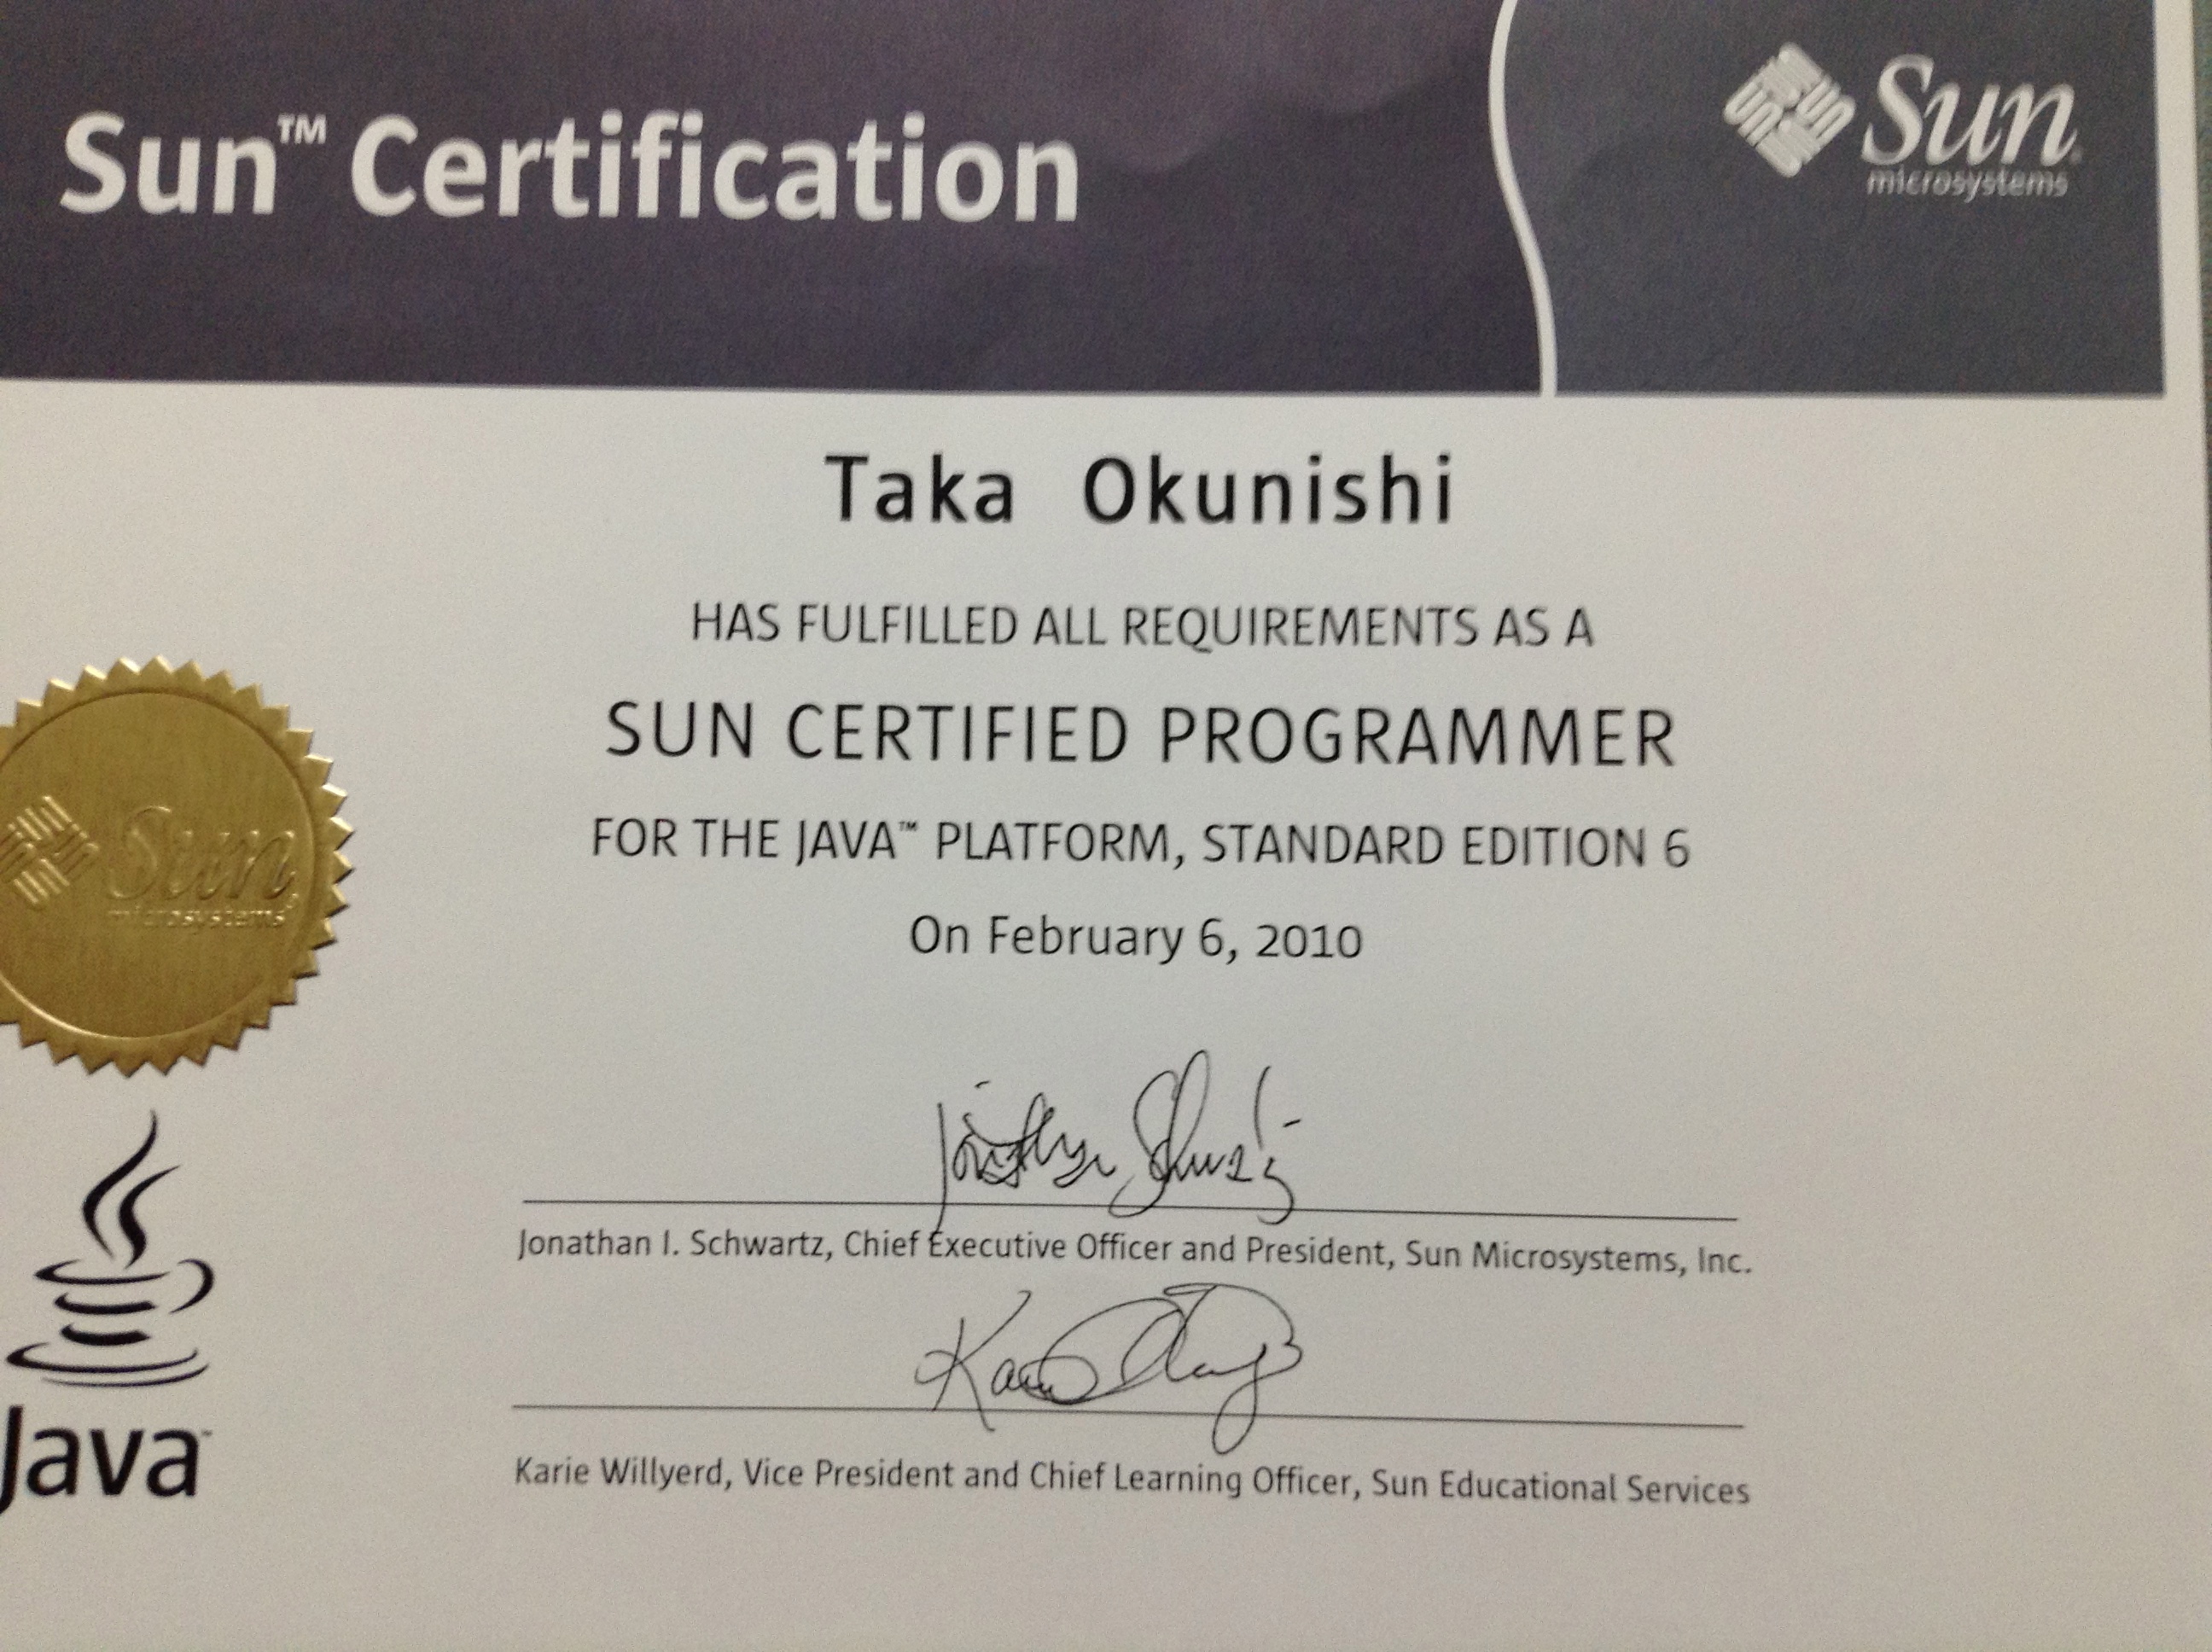 Sun™ Certification
Sun
microsystems
Taka Okunishi
HAS FULFILLED ALL REQUIREMENTS AS A
SUN CERTIFIED PROGRAMMER
FOR THE JAVA™ PLATFORM, STANDARD EDITION 6
On February 6, 2010
Sun
microsystems
Jonathan I. Schwartz, Chief Executive Officer and President, Sun Microsystems, Inc.
Karie Willyerd, Vice President and Chief Learning Officer, Sun Educational Services
Java™